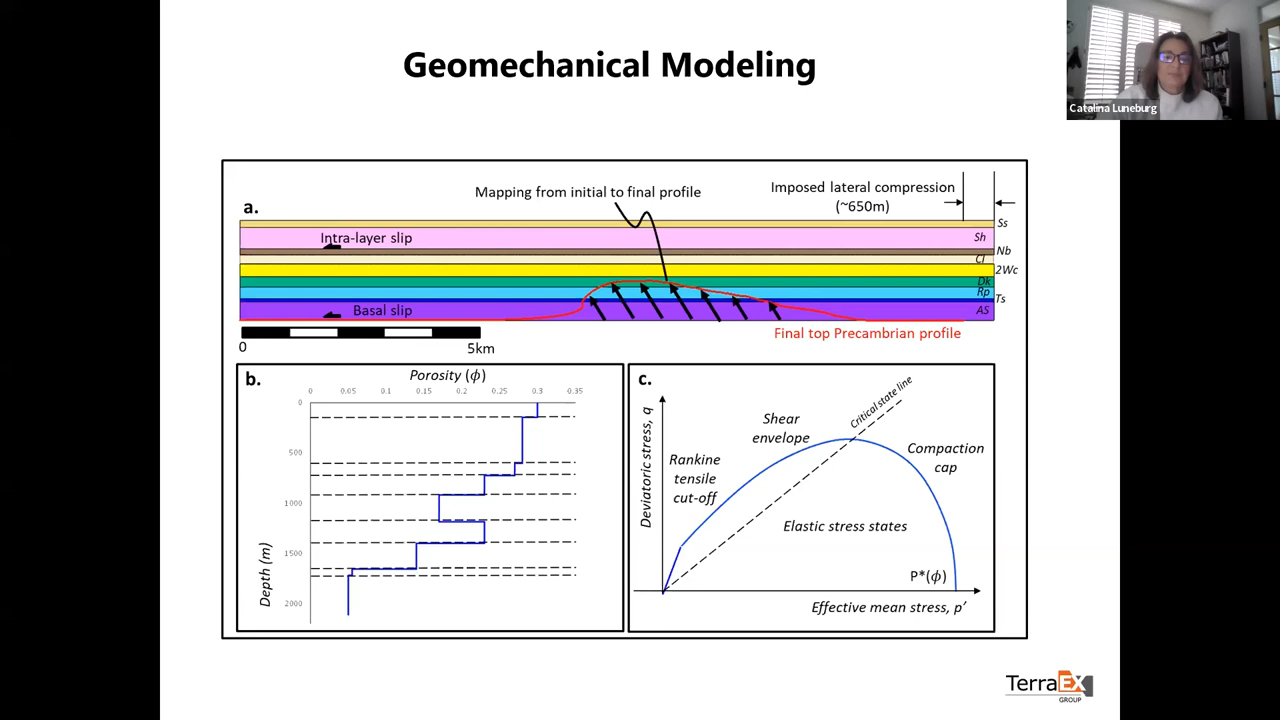 Geomechanical Modeling
Catalina Luneburg
a.
Mapping from initial to final profile
Imposed lateral compression
(~650m)
Ss
Intra-layer slip
Sh
Nb
Cl
2Wc
Dk
Rp
Ts
Basal slip
AS
Final top Precambrian profile
0
5km
b.
Porosity (ϕ)
0 0.05 0.1 0.15 0.2 0.25 0.3 0.35
0
500
1000
1500
2000
Depth (m)
c.
Critical state line
Shear
envelope
Compaction
cap
Rankine
tensile
cut-off
Deviatoric stress, q
Elastic stress states
P*(ϕ)
Effective mean stress, p’
TerraEX
GROUP